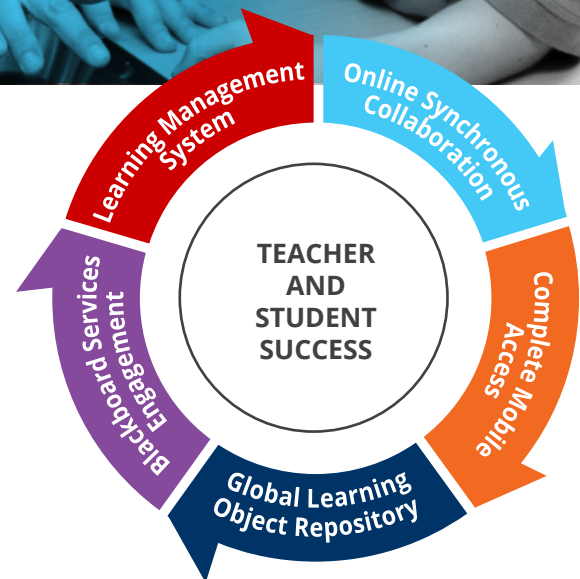 Learning Management
System
Online Synchronous
Collaboration
Complete Mobile
Access
Global Learning
Object Repository
Blackboard Services
Engagement
TEACHER
AND
STUDENT
SUCCESS